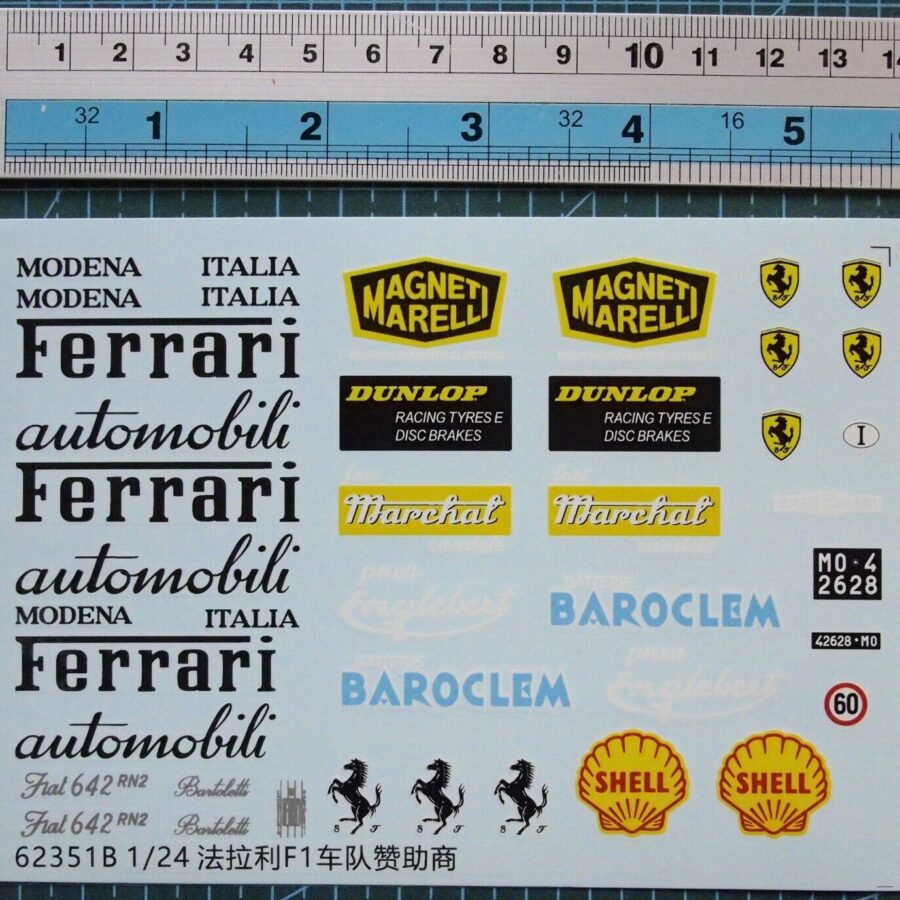 1 2 3 4 5 6 7 8 9 10 11 12 13 14
32 1 2 3 32 4 16 5
MODENA ITALIA
MODENA ITALIA
Ferrari
automobili
Ferrari
automobili
MODENA ITALIA
Ferrari
automobili
Fiat 642 RN2 Bartoletti
Fiat 642 RN2 Bartoletti
MAGNETI
MARELLI
MAGNETI
MARELLI
DUNLOP
RACING TYRES E
DISC BRAKES
DUNLOP
RACING TYRES E
DISC BRAKES
Marchal
Marchal
pneu
Englebert
BATTERIE
BAROCLEM
BATTERIE
BAROCLEM
pneu
Englebert
S F
S F
S F
S F
S F
I
MO·4
2628
42628·MO
60
S F S F S F
SHELL
SHELL
62351B 1/24 法拉利F1车队赞助商